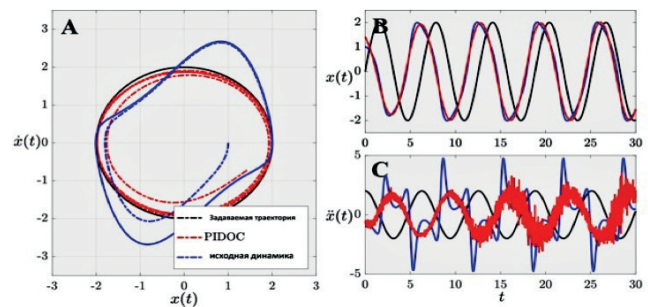 A
3
2
1
ẋ(t)0
-1
-2
-3
-3 -2 -1 0 1 2 3
x(t)
Задаваемая траектория
PIDOC
исходная динамика
B
2
1
x(t)0
-1
-2
0 5 10 15 20 25 30
C
5
ẍ(t)0
-5
0 5 10 15 20 25 30
t